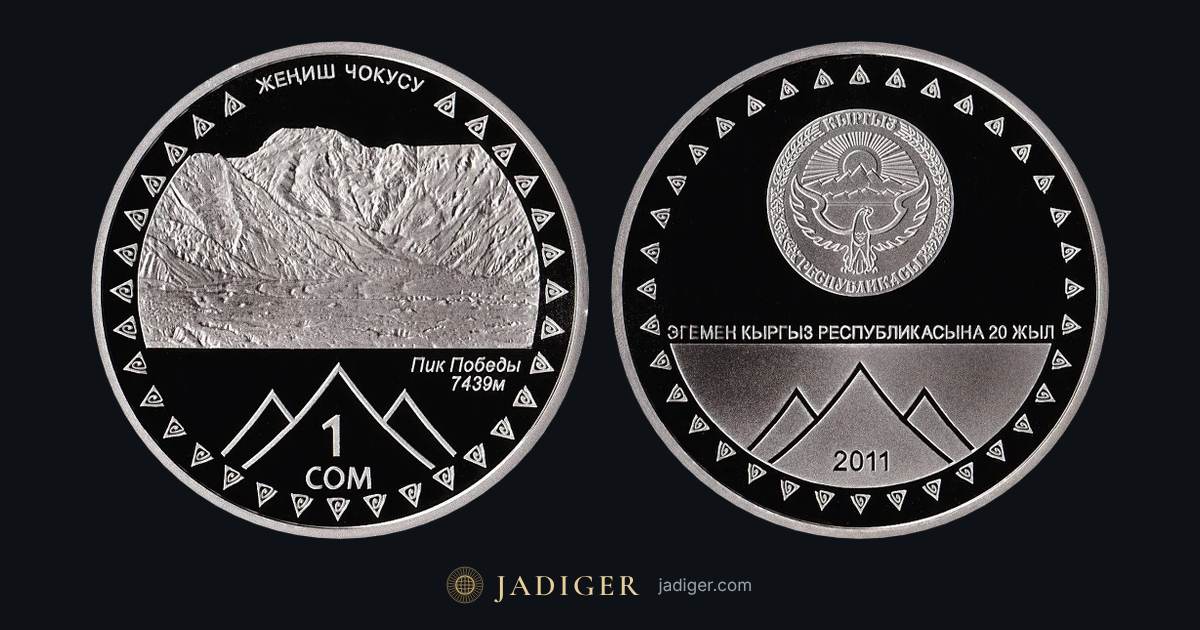 ЖЕҢИШ ЧОКУСУ
Пик Победы
7439м
1
СОМ
КЫРГЫЗ
РЕСПУБЛИКАСЫ
ЭГЕМЕН КЫРГЫЗ РЕСПУБЛИКАСЫНА 20 ЖЫЛ
2011
JADIGER
jadiger.com